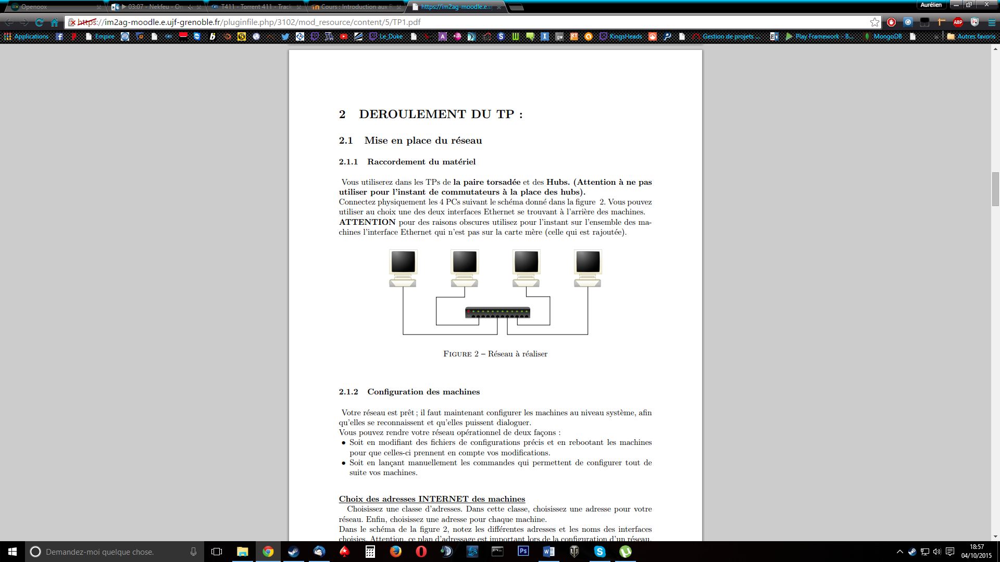 Openoox
03:07 - Nekfeu - On
T411 - Torrent 411 - Track
Cours : Introduction aux R
https://im2ag-moodle.e.uj
Aurélien
https://im2ag-moodle.e.ujf-grenoble.fr/pluginfile.php/3102/mod_resource/content/5/TP1.pdf
ABP
Applications
Empire
Le_Duke
KingsHeads
Gestion de projets ...
Play Framework - B...
MongoDB
Autres favoris
2 DEROULEMENT DU TP :
2.1 Mise en place du réseau
2.1.1 Raccordement du matériel
Vous utiliserez dans les TPs de la paire torsadée et des Hubs. (Attention à ne pas
utiliser pour l'instant de commutateurs à la place des hubs).
Connectez physiquement les 4 PCs suivant le schéma donné dans la figure 2. Vous pouvez
utiliser au choix une des deux interfaces Ethernet se trouvant à l'arrière des machines.
ATTENTION pour des raisons obscures utilisez pour l'instant sur l'ensemble des ma-
chines l'interface Ethernet qui n'est pas sur la carte mère (celle qui est rajoutée).
FIGURE 2 – Réseau à réaliser
2.1.2 Configuration des machines
Votre réseau est prêt ; il faut maintenant configurer les machines au niveau système, afin
qu'elles se reconnaissent et qu'elles puissent dialoguer.
Vous pouvez rendre votre réseau opérationnel de deux façons :
• Soit en modifiant des fichiers de configurations précis et en rebootant les machines
pour que celles-ci prennent en compte vos modifications.
• Soit en lançant manuellement les commandes qui permettent de configurer tout de
suite vos machines.
Choix des adresses INTERNET des machines
Choisissez une classe d'adresses. Dans cette classe, choisissez une adresse pour votre
réseau. Enfin, choisissez une adresse pour chaque machine.
Dans le schéma de la figure 2, notez les différentes adresses et les noms des interfaces
choisies. Attention, ce plan d'adressage est important lors de la configuration d'un réseau.
Demandez-moi quelque chose.
18:57
04/10/2015